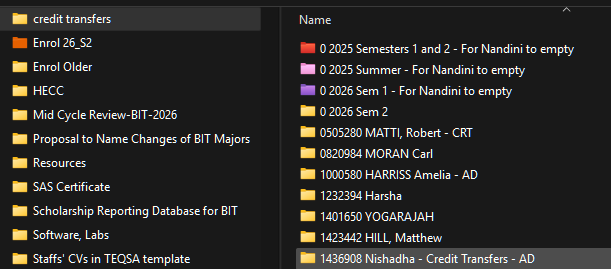 credit transfers
Enrol 26_S2
Enrol Older
HECC
Mid Cycle Review-BIT-2026
Proposal to Name Changes of BIT Majors
Resources
SAS Certificate
Scholarship Reporting Database for BIT
Software, Labs
Staffs' CVs in TEQSA template
Name
0 2025 Semesters 1 and 2 - For Nandini to empty
0 2025 Summer - For Nandini to empty
0 2026 Sem 1 - For Nandini to empty
0 2026 Sem 2
0505280 MATTI, Robert - CRT
0820984 MORAN Carl
1000580 HARRISS Amelia - AD
1232394 Harsha
1401650 YOGARAJAH
1423442 HILL, Matthew
1436908 Nishadha - Credit Transfers - AD